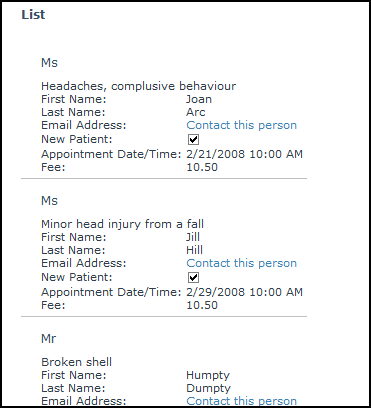 List
Ms
Headaches, complusive behaviour
First Name: Joan
Last Name: Arc
Email Address: Contact this person
New Patient:
Appointment Date/Time: 2/21/2008 10:00 AM
Fee: 10.50
Ms
Minor head injury from a fall
First Name: Jill
Last Name: Hill
Email Address: Contact this person
New Patient:
Appointment Date/Time: 2/29/2008 10:00 AM
Fee: 10.50
Mr
Broken shell
First Name: Humpty
Last Name: Dumpty
Email Address: Contact this person